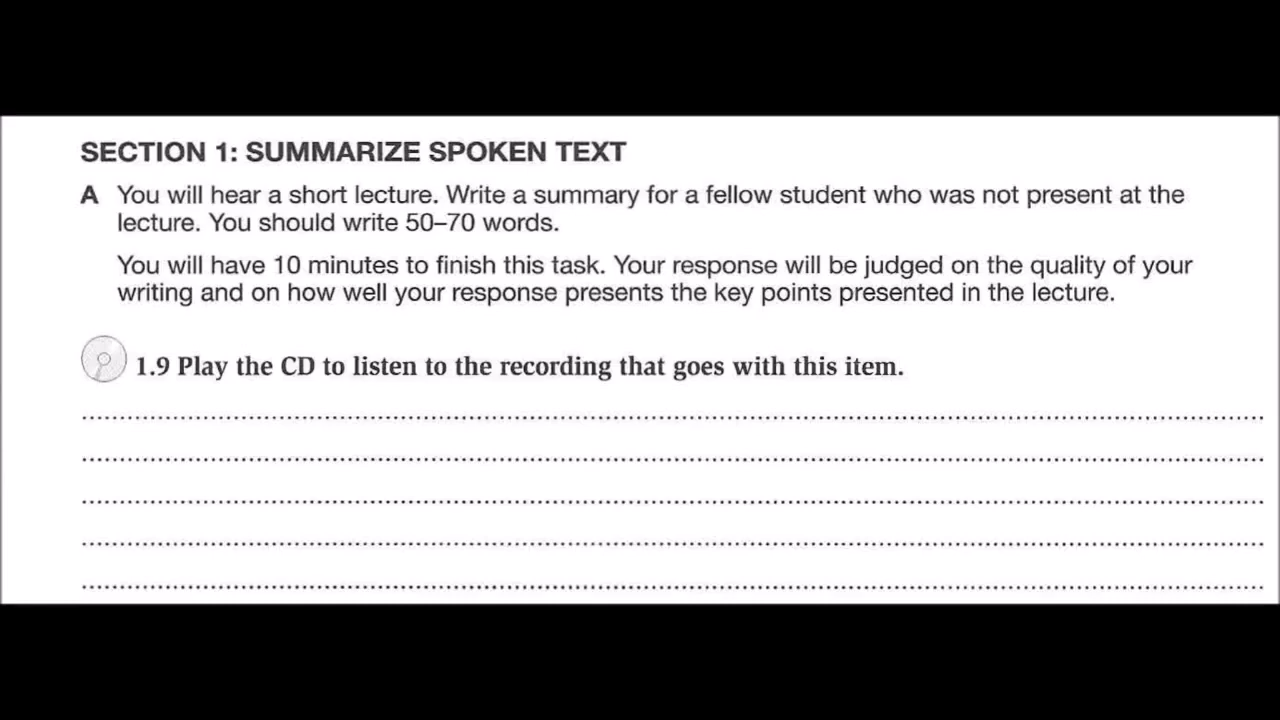 SECTION 1: SUMMARIZE SPOKEN TEXT
A You will hear a short lecture. Write a summary for a fellow student who was not present at the
lecture. You should write 50–70 words.
You will have 10 minutes to finish this task. Your response will be judged on the quality of your
writing and on how well your response presents the key points presented in the lecture.
1.9 Play the CD to listen to the recording that goes with this item.